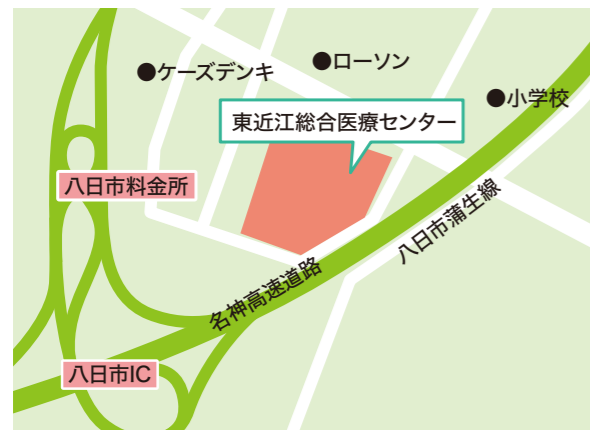 ●ケーズデンキ
●ローソン
●小学校
東近江総合医療センター
八日市料金所
八日市蒲生線
名神高速道路
八日市IC